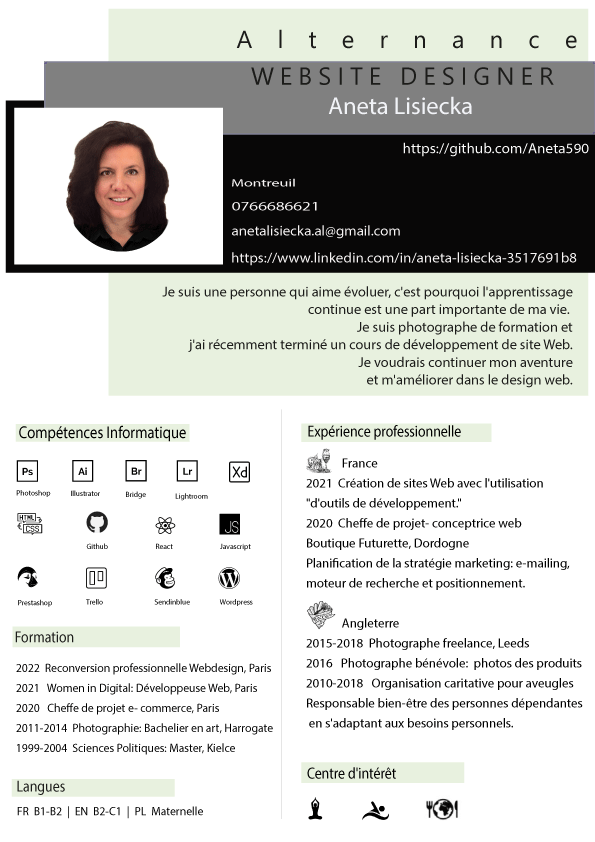 Alternance
WEBSITE DESIGNER
Aneta Lisiecka
https://github.com/Aneta590
Montreuil
0766686621
anetalisiecka.al@gmail.com
https://www.linkedin.com/in/aneta-lisiecka-3517691b8
Je suis une personne qui aime évoluer, c'est pourquoi l'apprentissage
continue est une part importante de ma vie.
Je suis photographe de formation et
j'ai récemment terminé un cours de développement de site Web.
Je voudrais continuer mon aventure
et m'améliorer dans le design web.
Compétences Informatique
Ps Ai Br Lr Xd
Photoshop Illustrator Bridge Lightroom
HTML CSS JS
Github React Javascript
Prestashop Trello Sendinblue Wordpress
Formation
2022 Reconversion professionnelle Webdesign, Paris
2021 Women in Digital: Développeuse Web, Paris
2020 Cheffe de projet e- commerce, Paris
2011-2014 Photographie: Bachelier en art, Harrogate
1999-2004 Sciences Politiques: Master, Kielce
Langues
FR B1-B2 | EN B2-C1 | PL Maternelle
Expérience professionnelle
France
2021 Création de sites Web avec l'utilisation
"d'outils de développement."
2020 Cheffe de projet- conceptrice web
Boutique Futurette, Dordogne
Planification de la stratégie marketing: e-mailing,
moteur de recherche et positionnement.
Angleterre
2015-2018 Photographe freelance, Leeds
2016 Photographe bénévole: photos des produits
2010-2018 Organisation caritative pour aveugles
Responsable bien-être des personnes dépendantes
en s'adaptant aux besoins personnels.
Centre d'intérêt